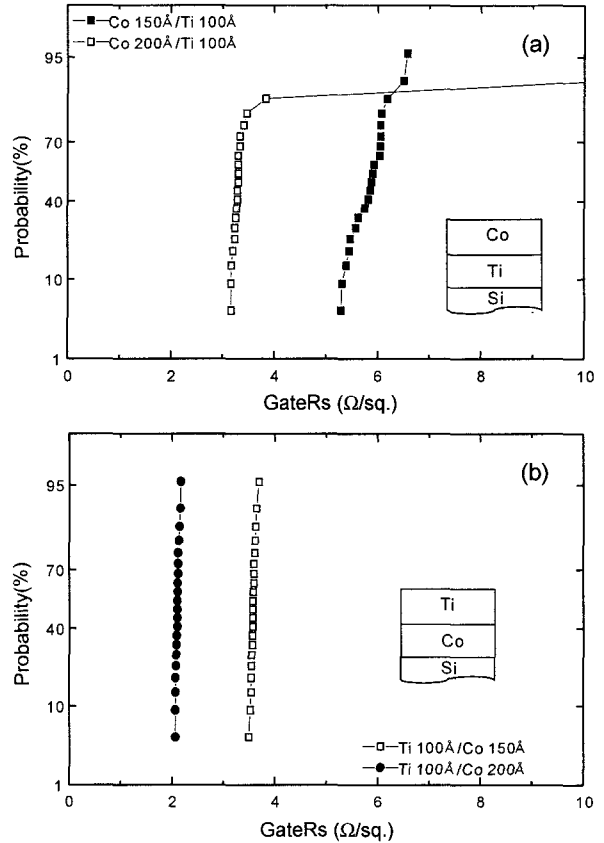 Co 150Å/Ti 100Å
Co 200Å/Ti 100Å
(a)
95
70
40
10
1
Probability(%)
Co
Ti
Si
0 2 4 6 8 10
GateRs (Ω/sq.)
(b)
95
70
40
10
1
Probability(%)
Ti
Co
Si
Ti 100Å/Co 150Å
Ti 100Å/Co 200Å
0 2 4 6 8 10
GateRs (Ω/sq.)